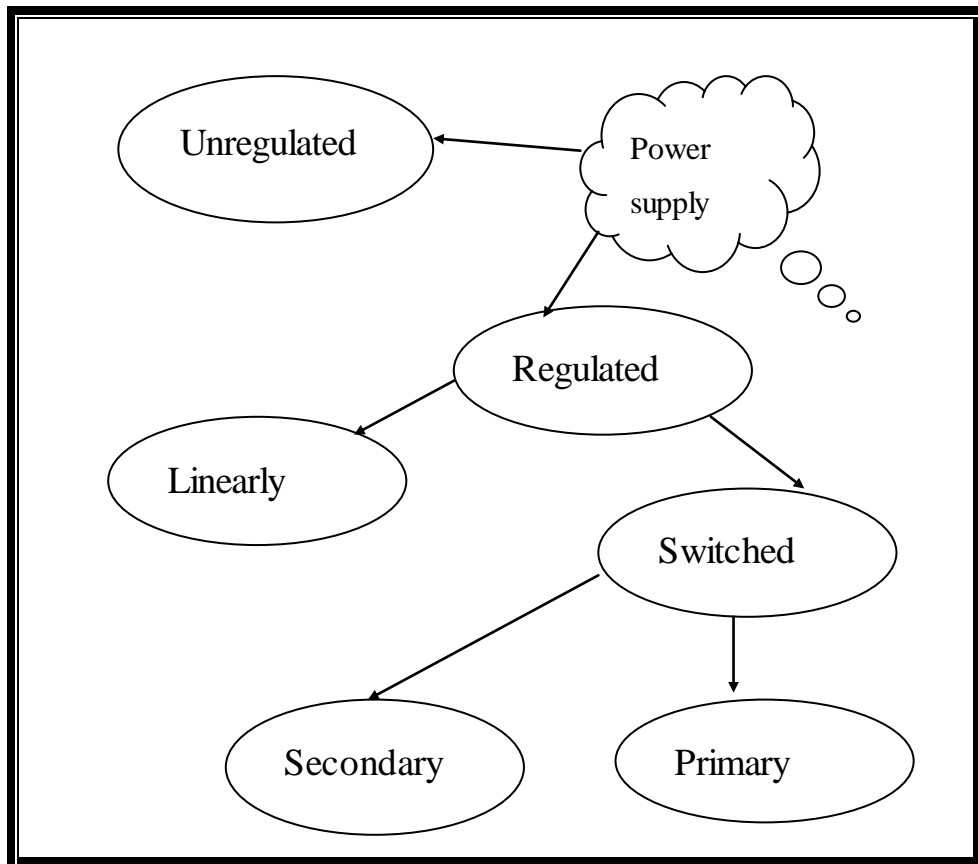 Unregulated
Power
supply
Regulated
Linearly
Switched
Secondary
Primary